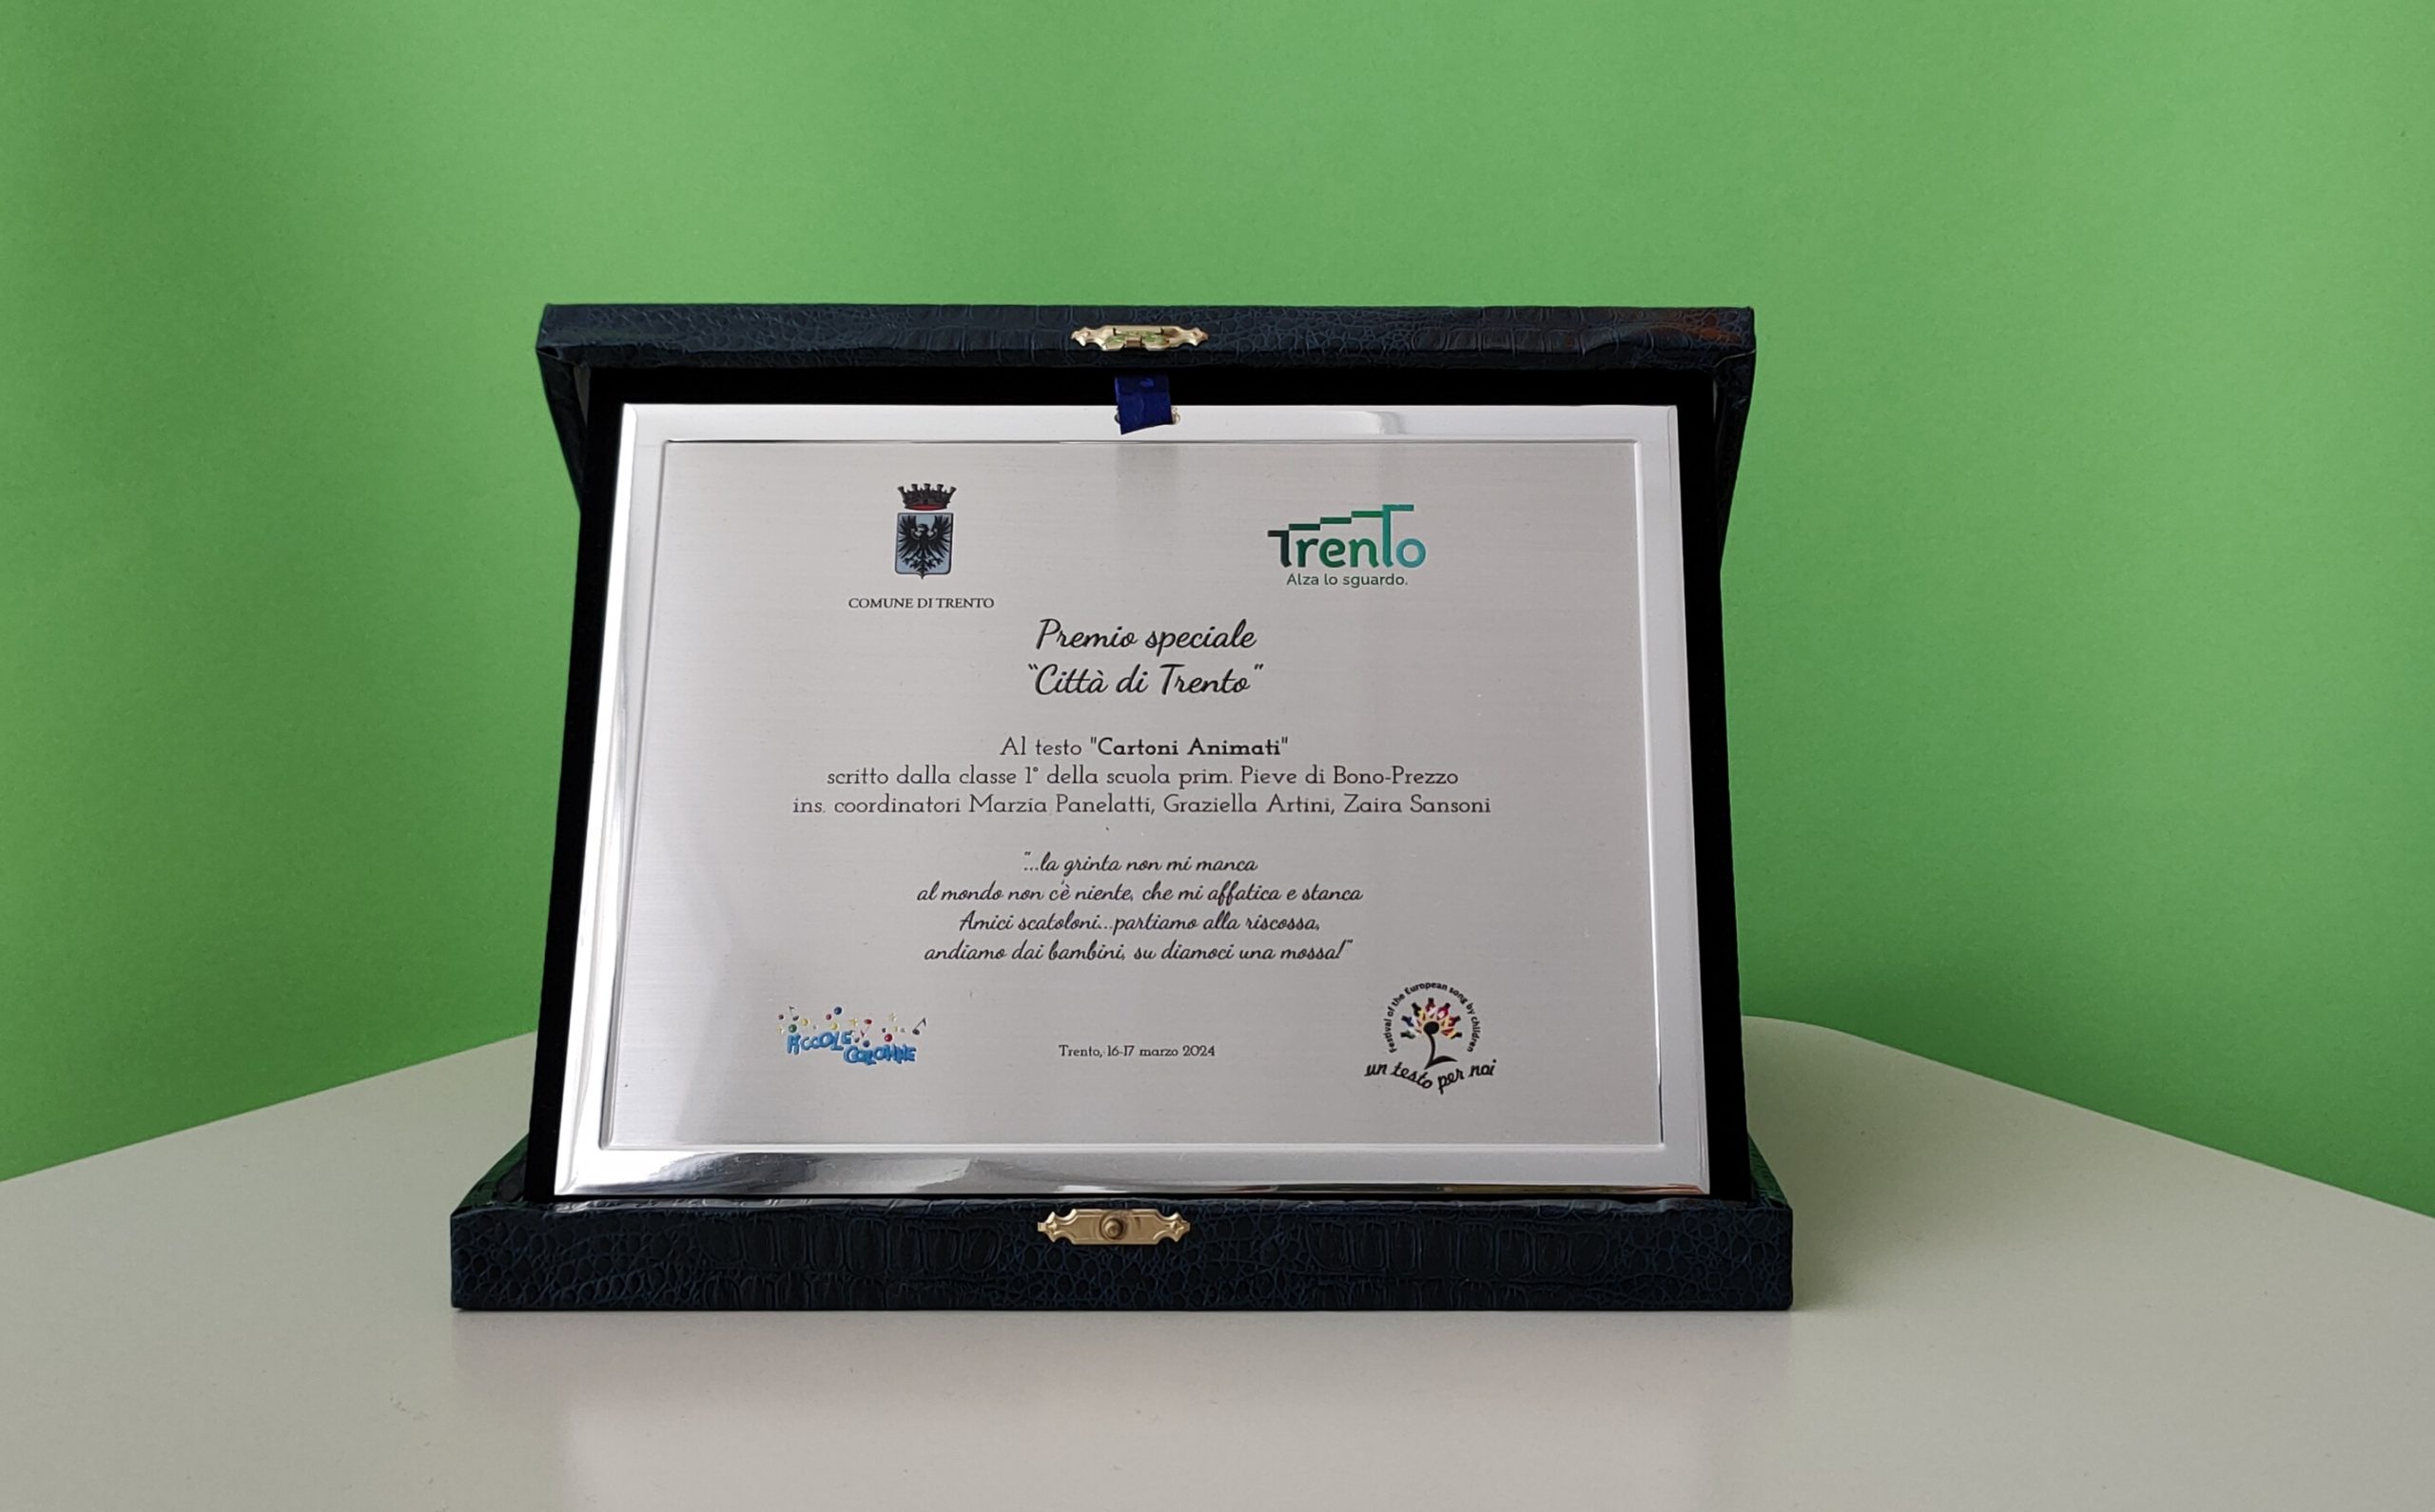 COMUNE DI TRENTO
Trento
Alza lo sguardo.
Premio speciale
“Città di Trento”
Al testo "Cartoni Animati"
scritto dalla classe 1° della scuola prim. Pieve di Bono-Prezzo
ins. coordinatori Marzia Panelatti, Graziella Artini, Zaira Sansoni
"...la grinta non mi manca
al mondo non c'è niente, che mi affatica e stanca
Amici scatoloni...partiamo alla riscossa,
andiamo dai bambini, su diamoci una mossa!"
PICCOLE COLONNE
Trento, 16-17 marzo 2024
Festival of the European song by children
un testo per noi